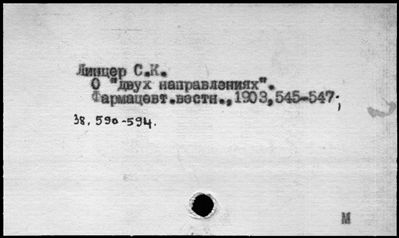 Линцер С.К.
О "двух направлениях".
Фармацевт.вестн., 1903, 545-547;
38, 590-594.
М